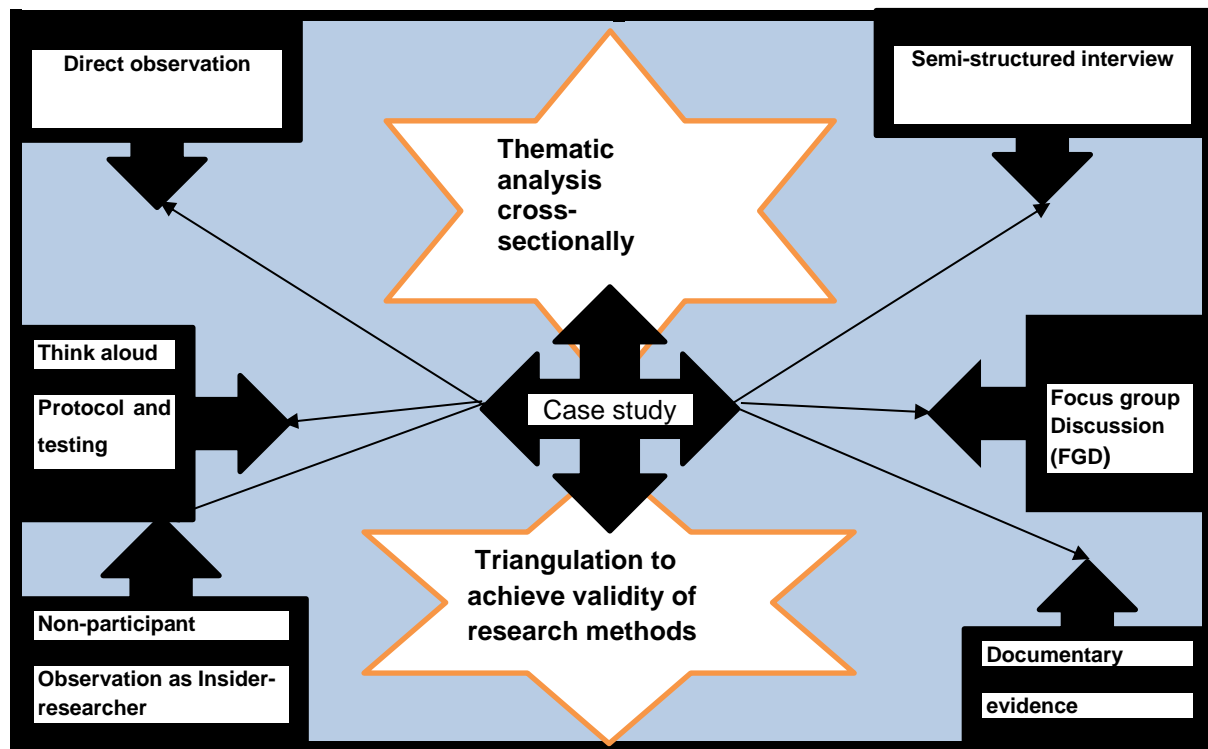 Direct observation
Semi-structured interview
Thematic
analysis
cross-
sectionally
Think aloud
Protocol and
testing
Case study
Focus group
Discussion
(FGD)
Triangulation to
achieve validity of
research methods
Non-participant
Observation as Insider-
researcher
Documentary
evidence